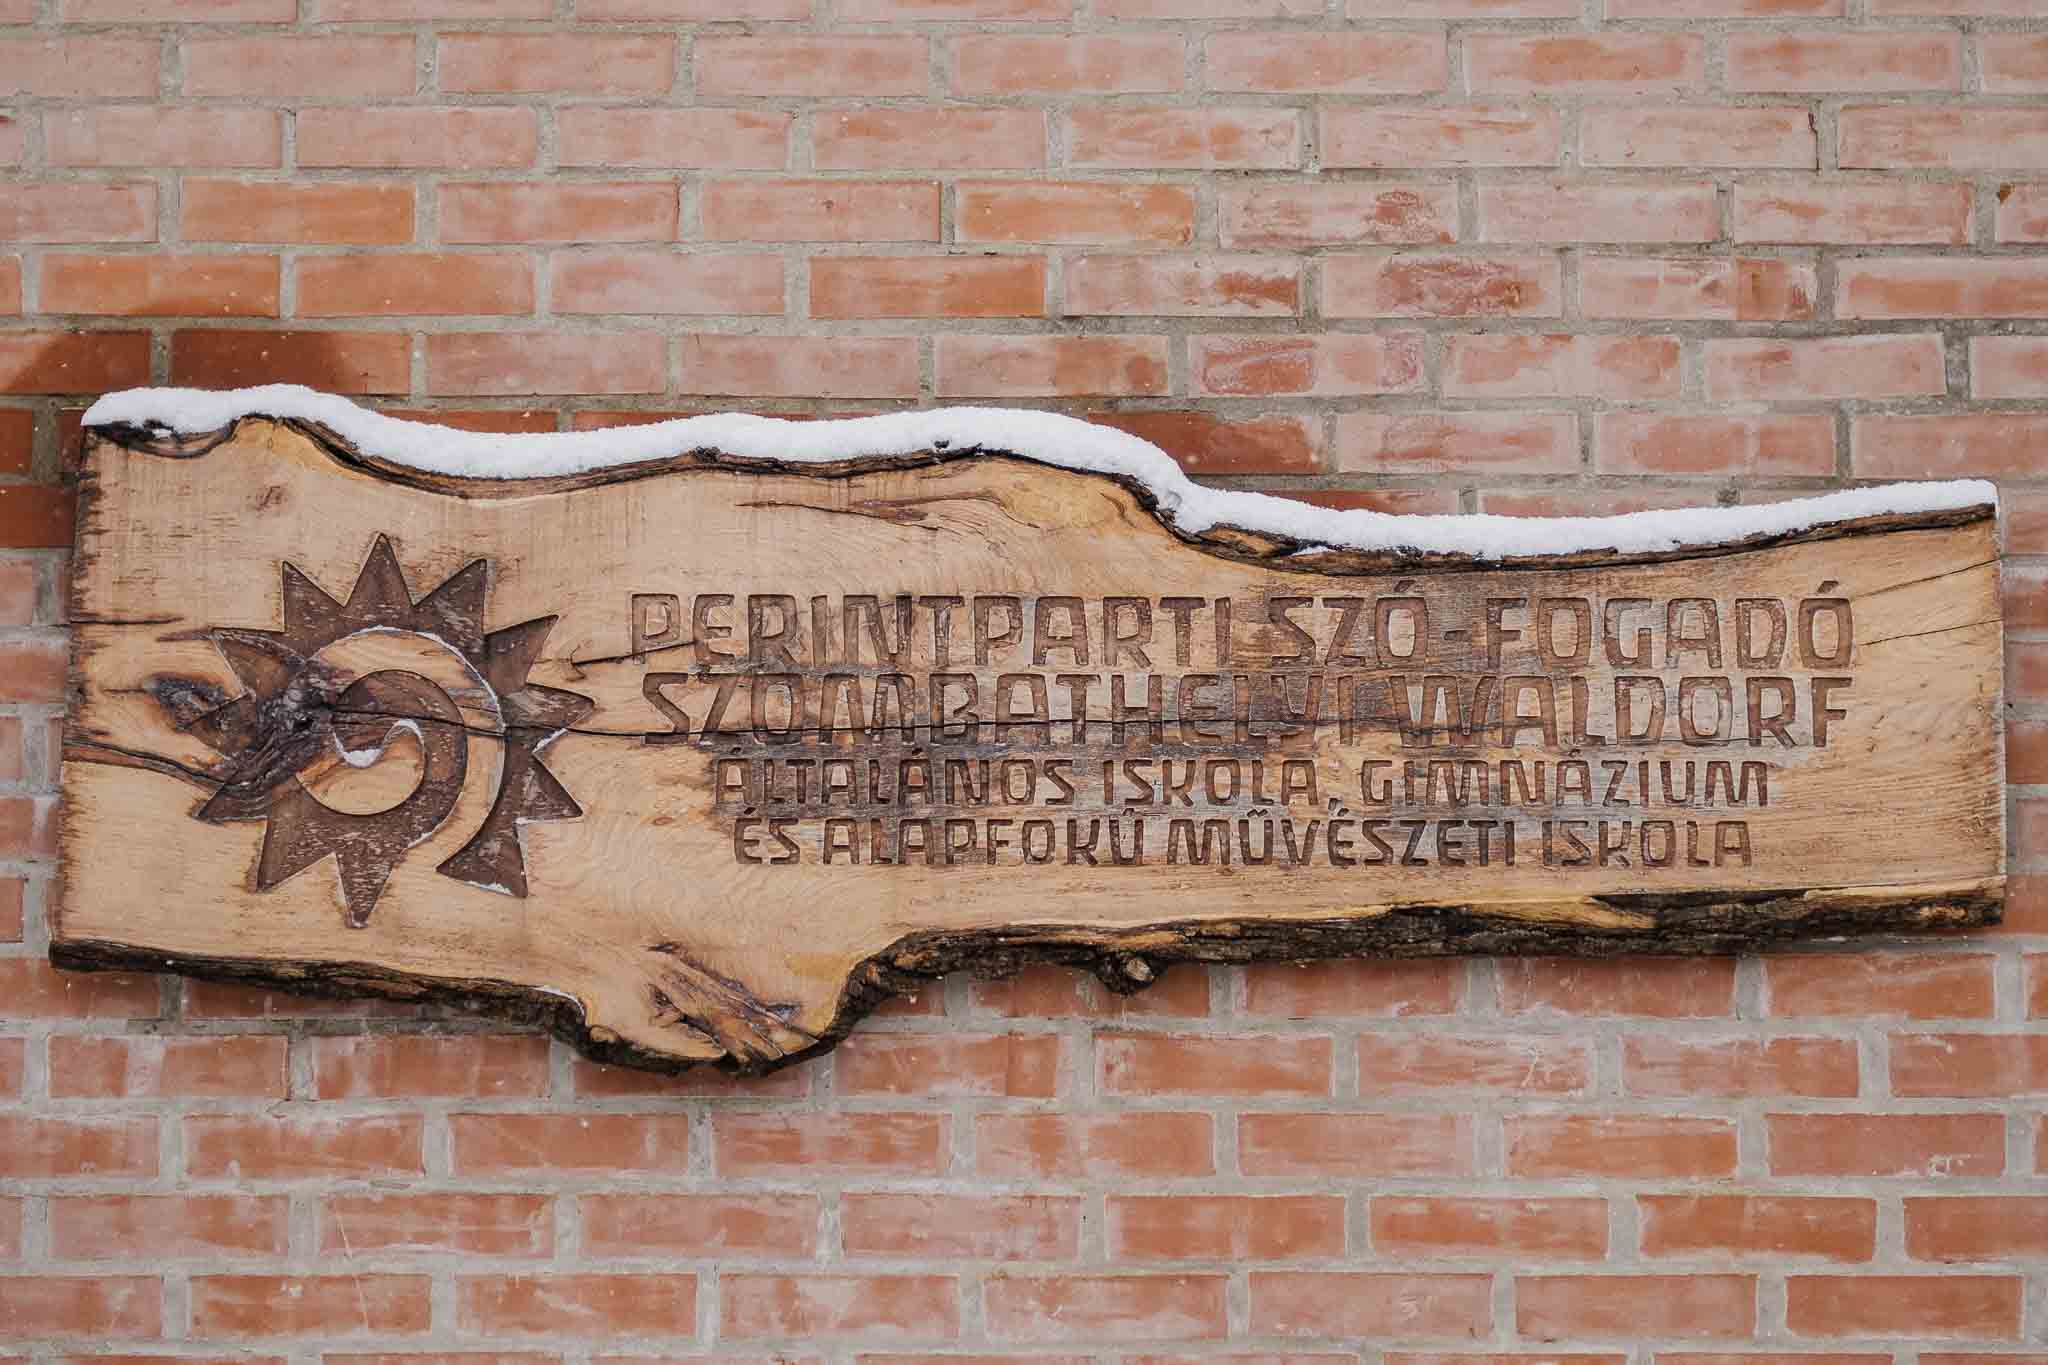 PERINTPARTI SZÓ-FOGADÓ
SZOMBATHELYI WALDORF
ÁLTALÁNOS ISKOLA, GIMNÁZIUM
ÉS ALAPFOKÚ MŰVÉSZETI ISKOLA